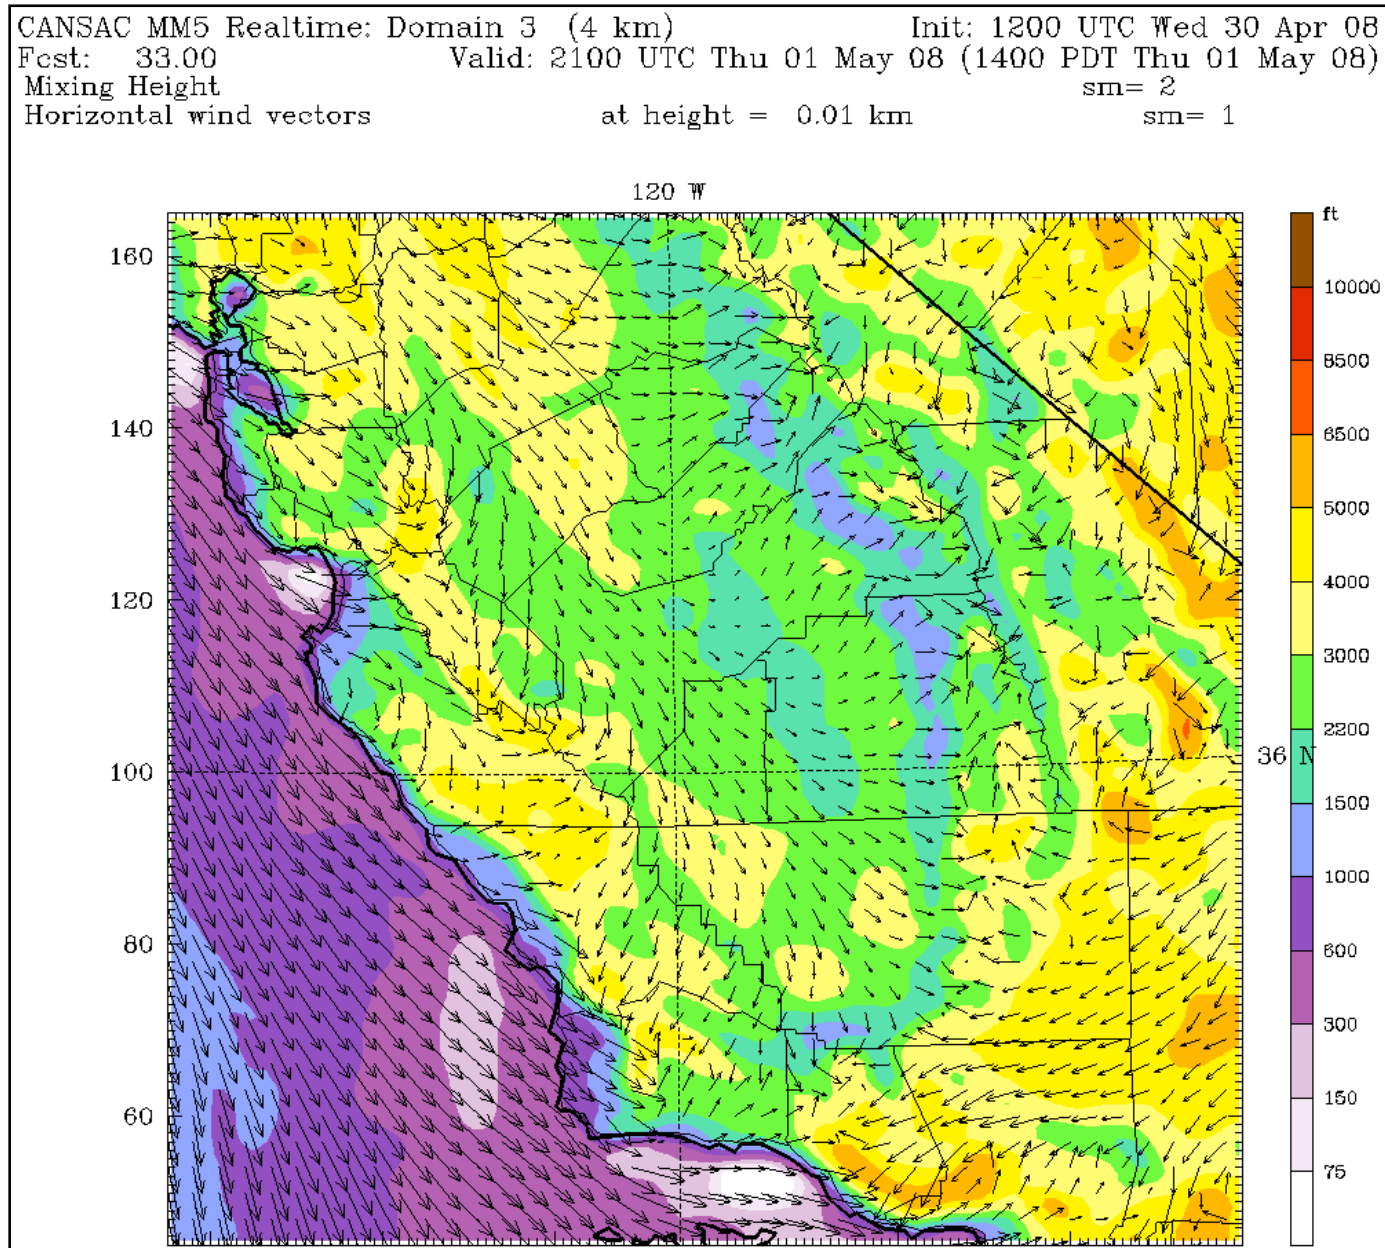 CANSAC MM5 Realtime: Domain 3 (4 km) Init: 1200 UTC Wed 30 Apr 08
Fcst: 33.00 Valid: 2100 UTC Thu 01 May 08 (1400 PDT Thu 01 May 08)
Mixing Height sm= 2
Horizontal wind vectors at height = 0.01 km sm= 1
120 W
ft
160
10000
8500
140
6500
5000
4000
120
3000
2200
36 N
100
1500
1000
80
600
300
60
150
75